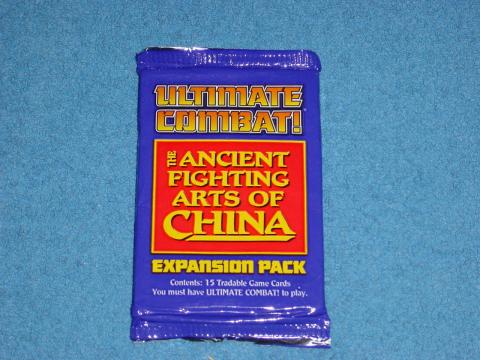 ULTIMATE
COMBAT!
THE ANCIENT
FIGHTING
ARTS OF
CHINA
EXPANSION PACK
Contents: 15 Tradable Game Cards
You must have ULTIMATE COMBAT! to play.